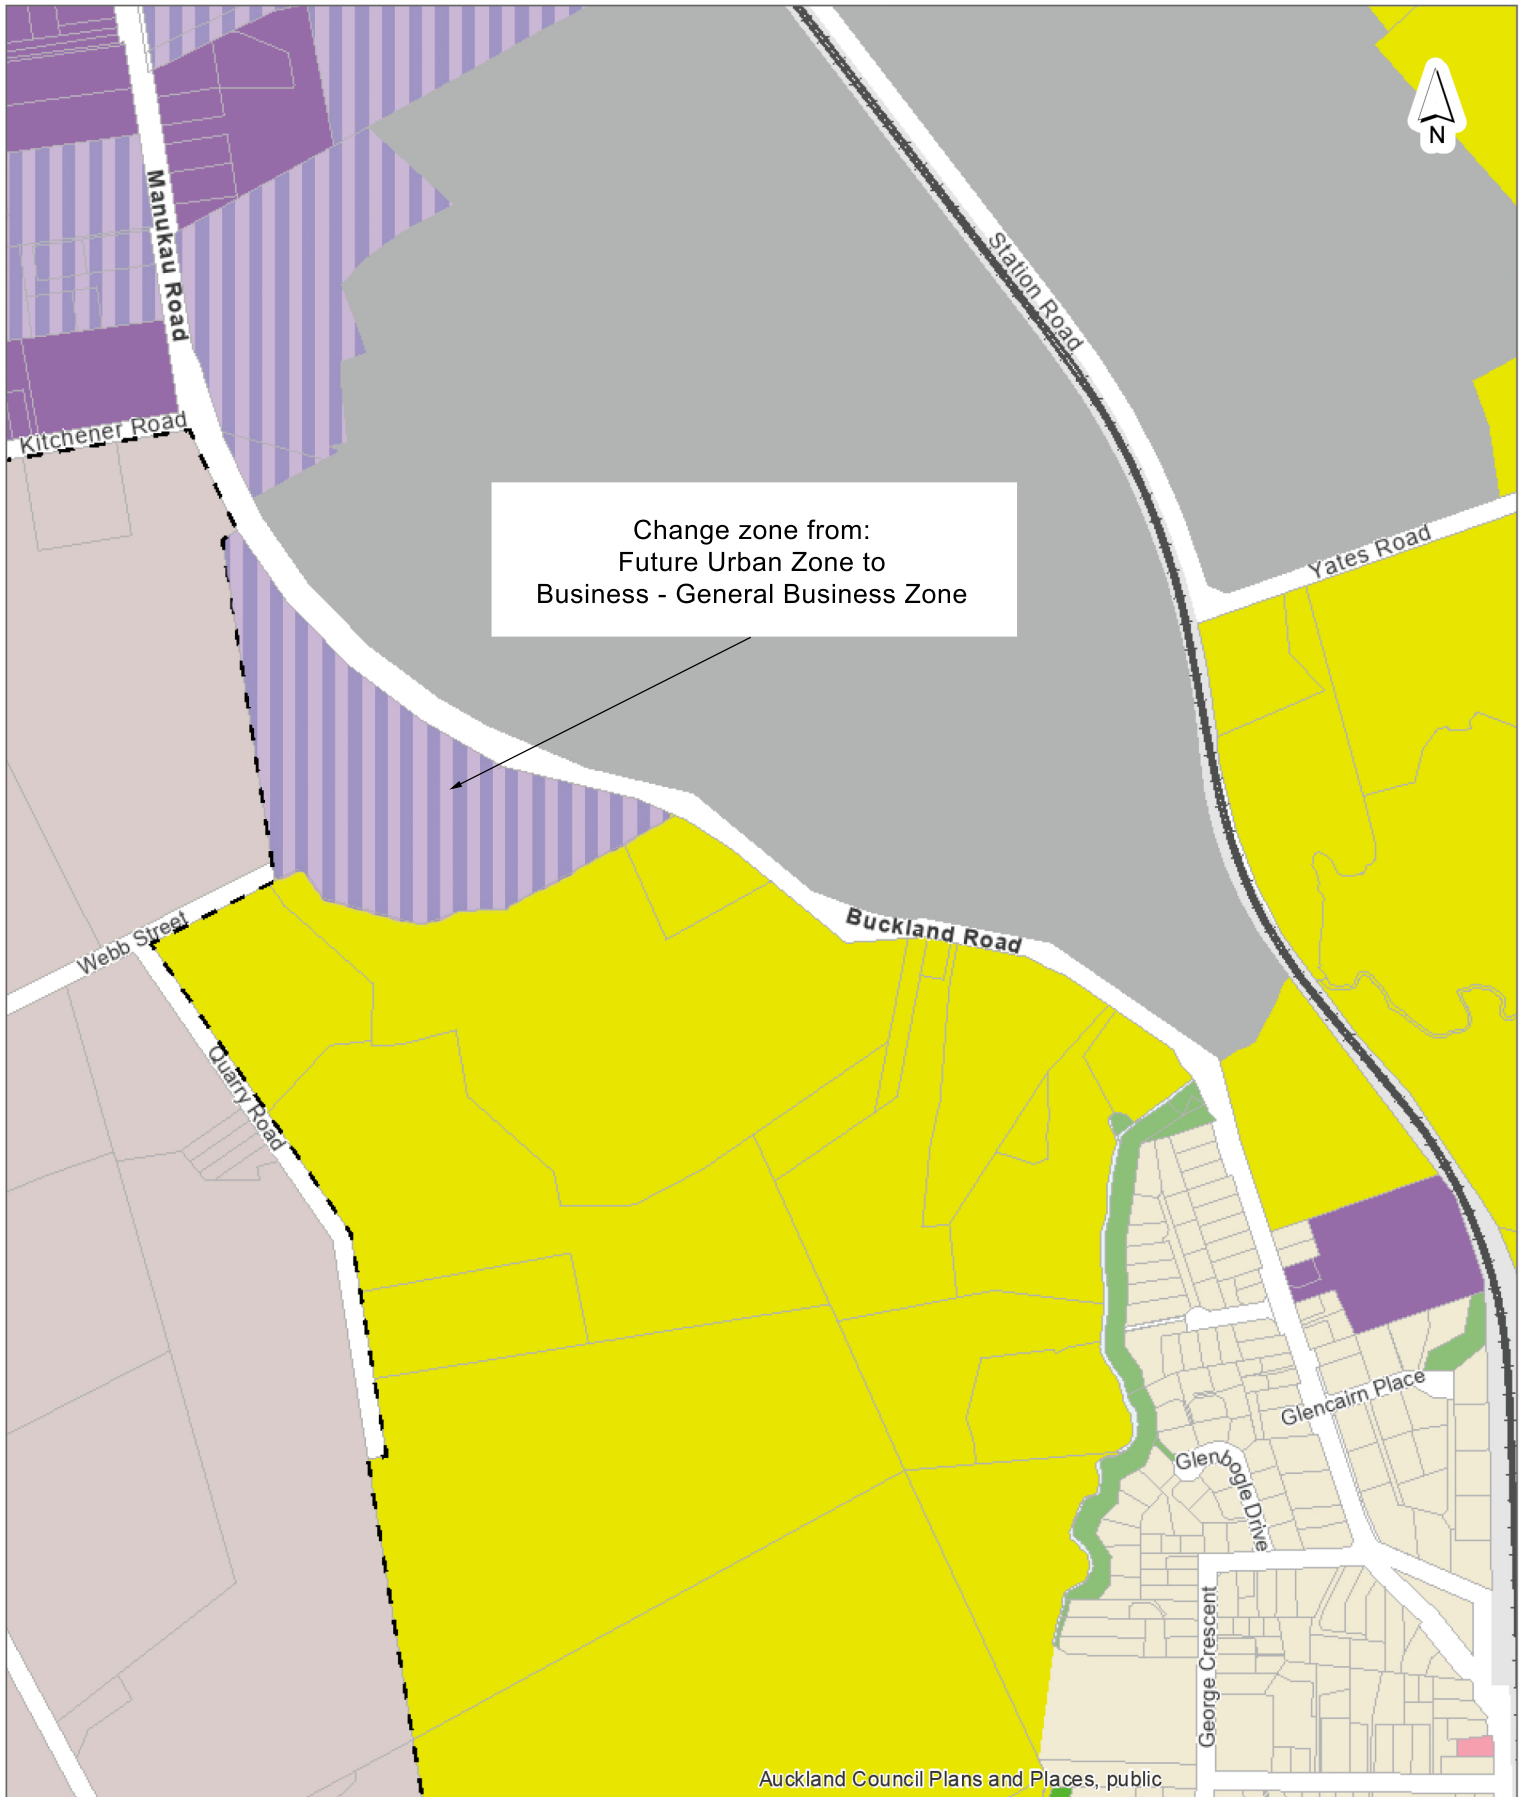 N
Manukau Road
Station Road
Kitchener Road
Change zone from:
Future Urban Zone to
Business - General Business Zone
Yates Road
Buckland Road
Webb Street
Quarry Road
Glencairn Place
Glenbogle Drive
George Crescent
Auckland Council Plans and Places, public